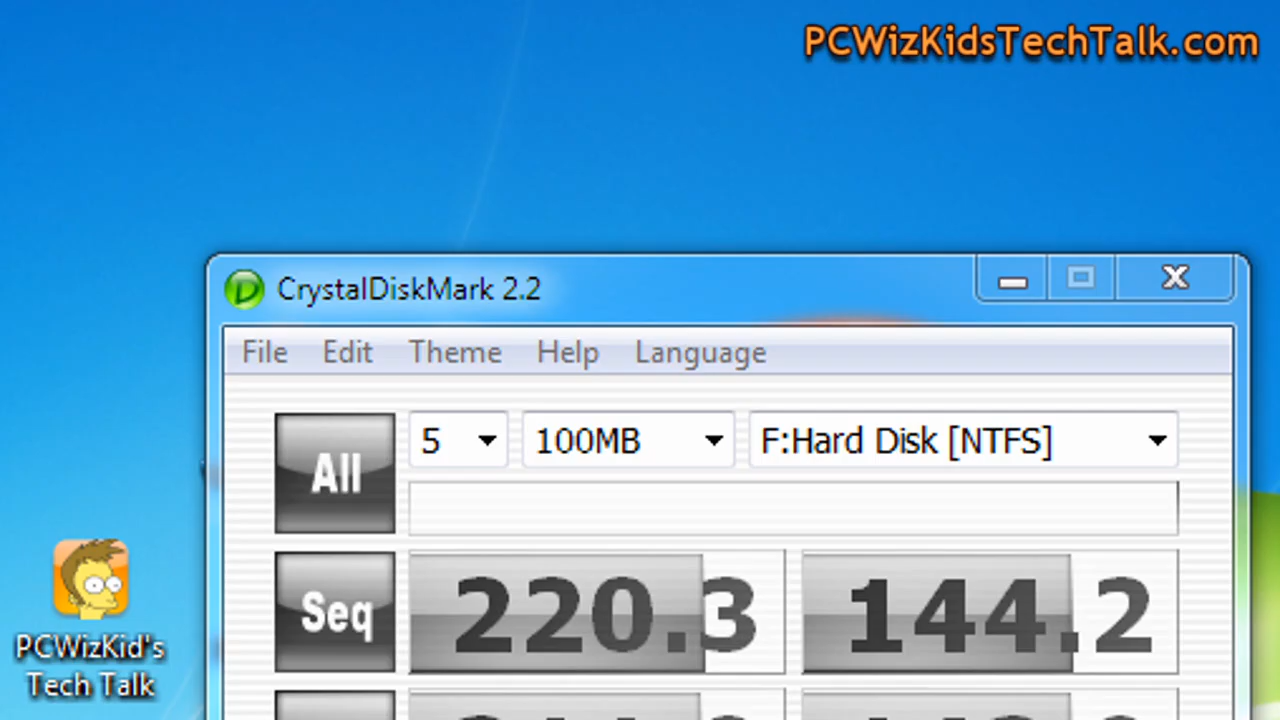 PCWizKidsTechTalk.com
CrystalDiskMark 2.2
File Edit Theme Help Language
All 5 100MB F:Hard Disk [NTFS]
Seq 220.3 144.2
PCWizKid's
Tech Talk